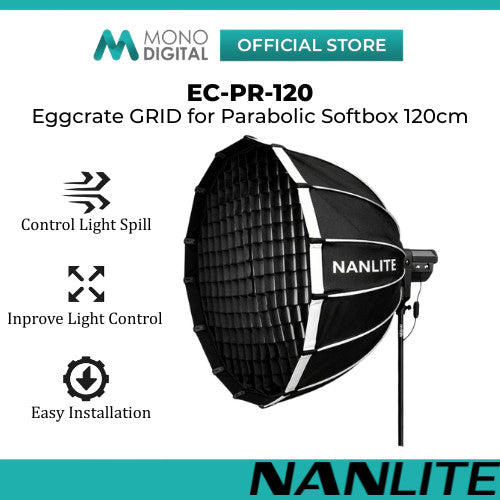 MONO
DIGITAL
OFFICIAL STORE
EC-PR-120
Eggcrate GRID for Parabolic Softbox 120cm
Control Light Spill
Inprove Light Control
Easy Installation
NANLITE
NANLITE